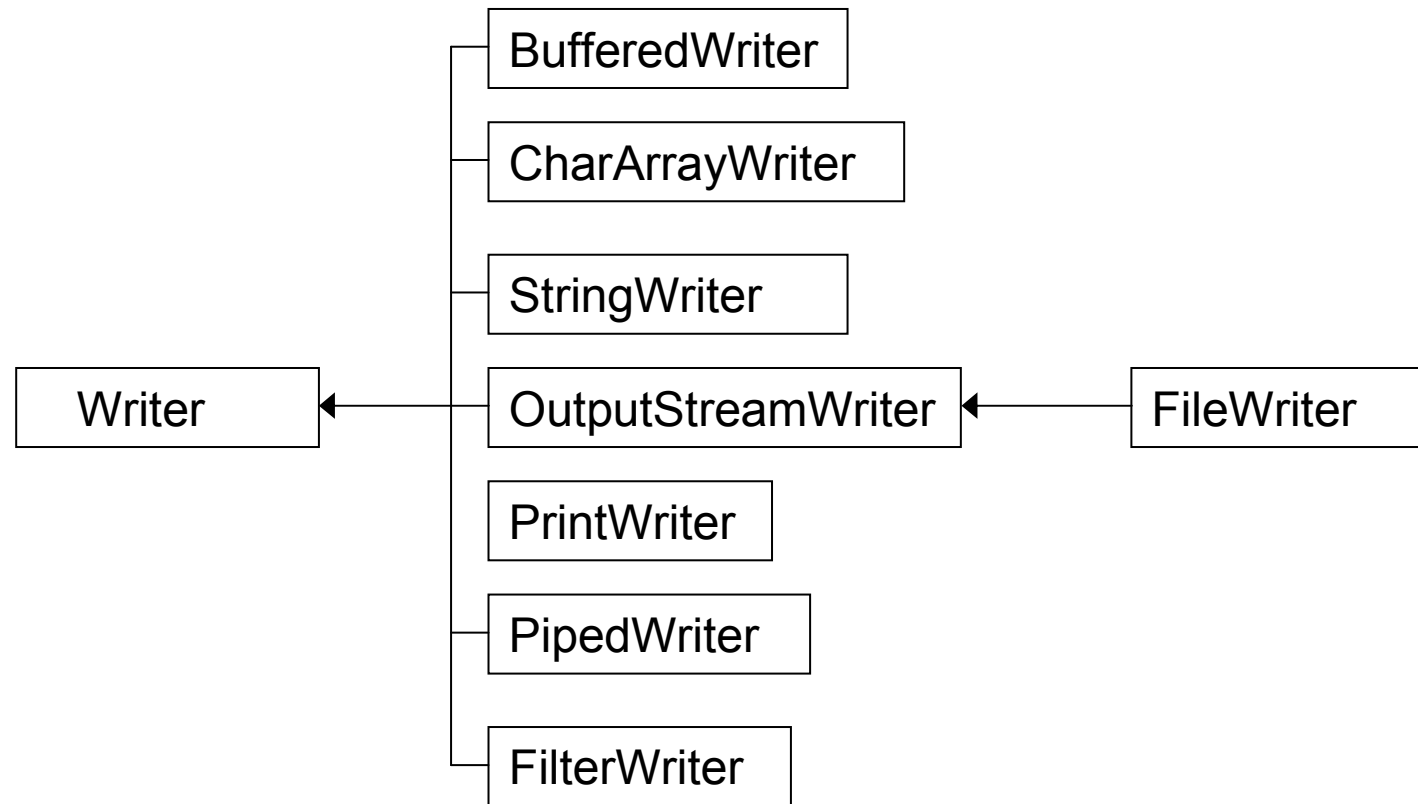 BufferedWriter
CharArrayWriter
StringWriter
Writer
OutputStreamWriter
FileWriter
PrintWriter
PipedWriter
FilterWriter